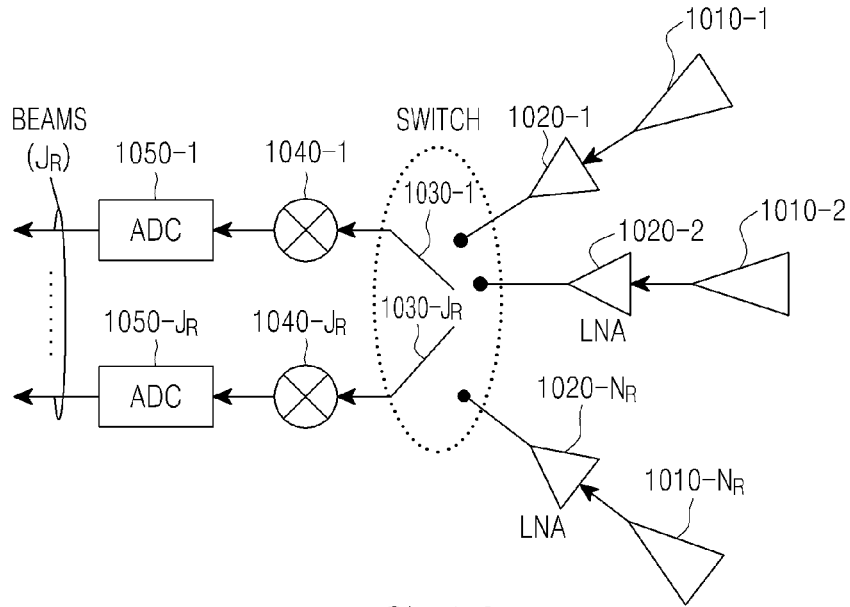 1010-1
BEAMS
(JR)
SWITCH
1020-1
1050-1
1040-1
1030-1
ADC
1020-2
1010-2
LNA
1050-JR
1040-JR
1030-JR
ADC
1020-NR
1010-NR
LNA